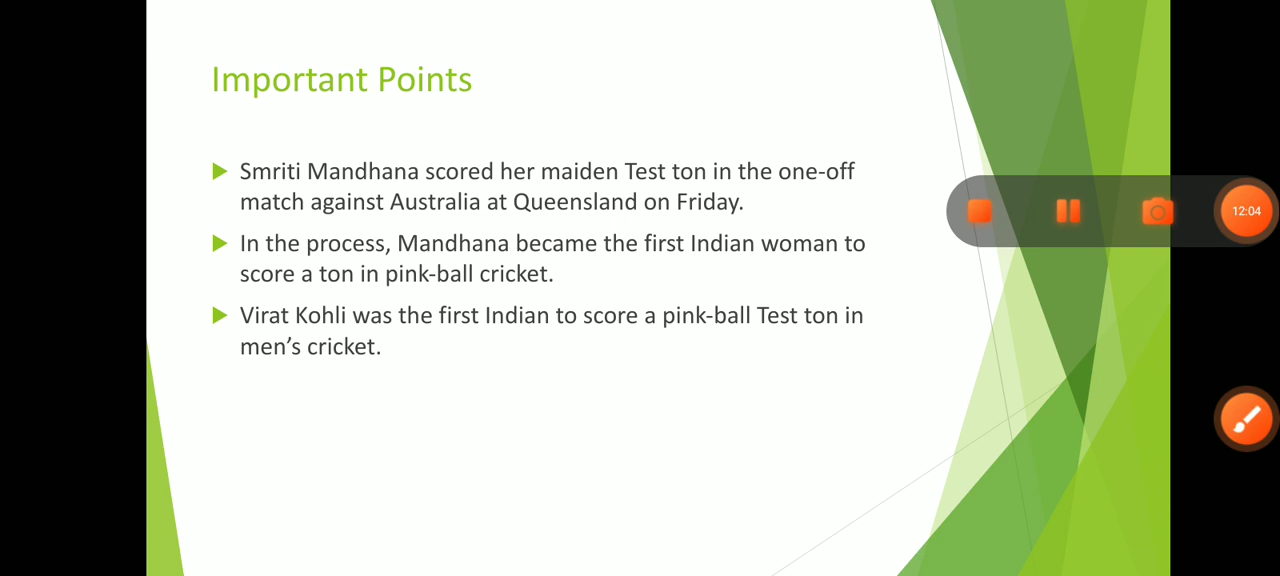 Important Points
Smriti Mandhana scored her maiden Test ton in the one-off
match against Australia at Queensland on Friday.
In the process, Mandhana became the first Indian woman to
score a ton in pink-ball cricket.
Virat Kohli was the first Indian to score a pink-ball Test ton in
men’s cricket.
12:04